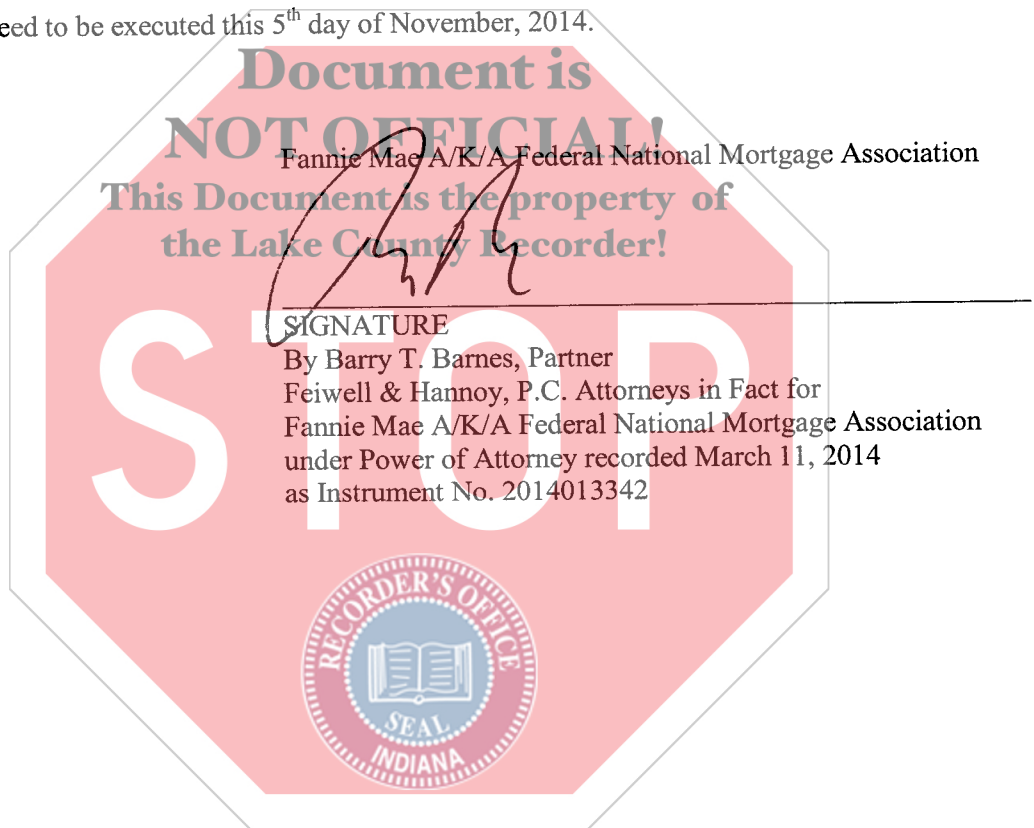 eed to be executed this 5th day of November, 2014.
Document is
NOT OFFICIAL!
Fannie Mae A/K/A Federal National Mortgage Association
This Document is the property of
the Lake County Recorder!
SIGNATURE
By Barry T. Barnes, Partner
Feiwell & Hannoy, P.C. Attorneys in Fact for
Fannie Mae A/K/A Federal National Mortgage Association
under Power of Attorney recorded March 11, 2014
as Instrument No. 2014013342
STOP
RECORDER'S OFFICE
SEAL
INDIANA